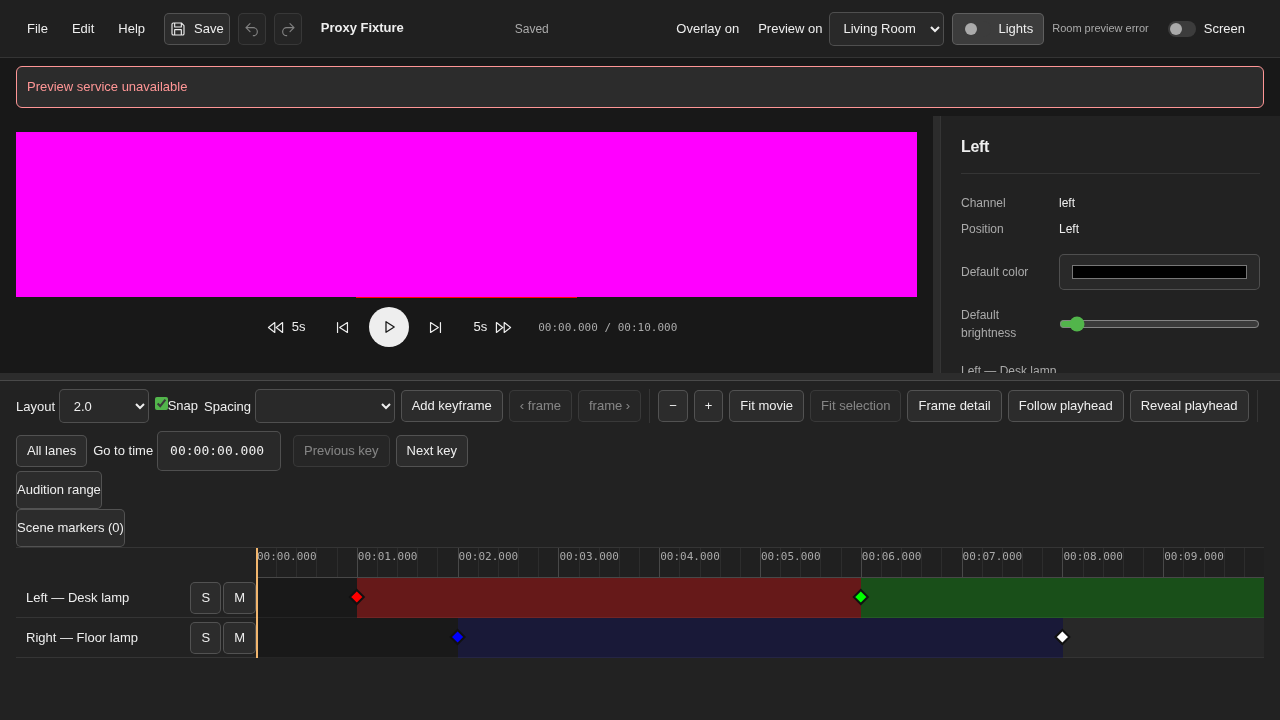 File Edit Help Save Proxy Fixture Saved Overlay on Preview on Living Room Lights Room preview error Screen
Preview service unavailable
Left
Channel left
Position Left
Default color
Default
brightness
Left — Desk lamp
5s 5s 00:00.000 / 00:10.000
Layout 2.0 Snap Spacing Add keyframe ‹ frame frame › − + Fit movie Fit selection Frame detail Follow playhead Reveal playhead
All lanes Go to time 00:00:00.000 Previous key Next key
Audition range
Scene markers (0)
00:00.000 00:01.000 00:02.000 00:03.000 00:04.000 00:05.000 00:06.000 00:07.000 00:08.000 00:09.000
Left — Desk lamp S M
Right — Floor lamp S M